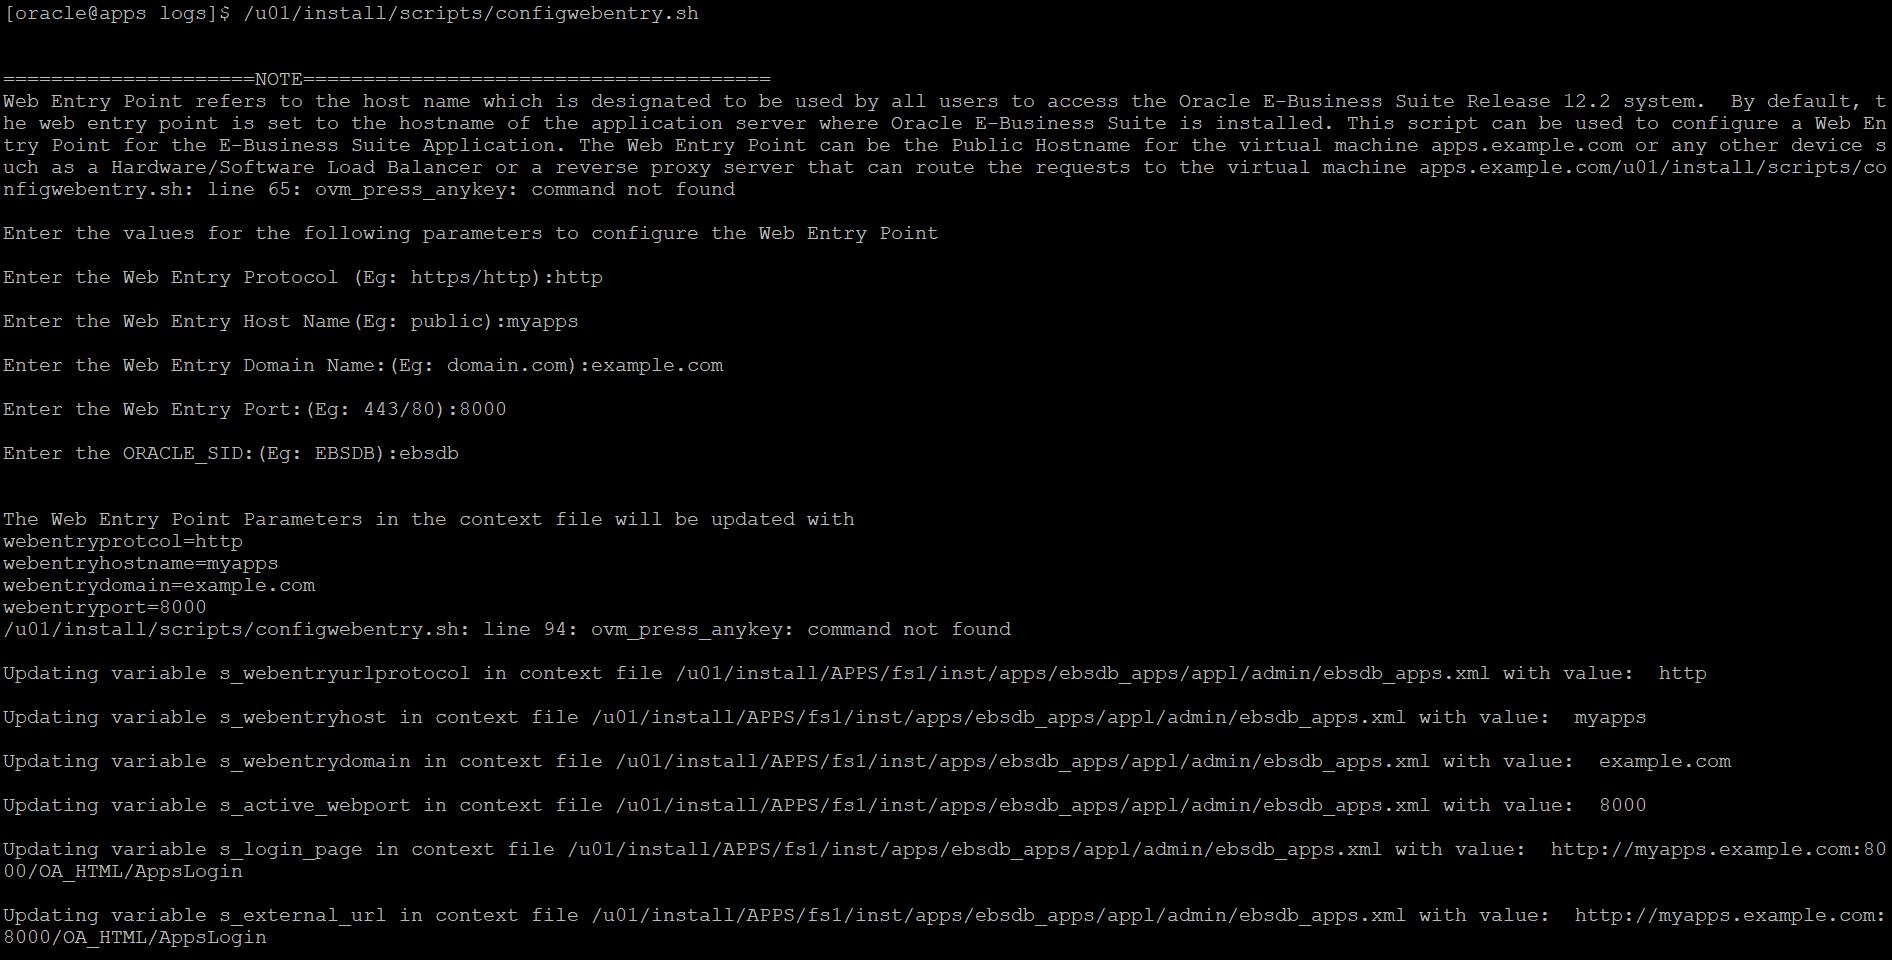 [oracle@apps logs]$ /u01/install/scripts/configwebentry.sh
=====================NOTE=======================================
Web Entry Point refers to the host name which is designated to be used by all users to access the Oracle E-Business Suite Release 12.2 system.  By default, t
he web entry point is set to the hostname of the application server where Oracle E-Business Suite is installed. This script can be used to configure a Web En
try Point for the E-Business Suite Application. The Web Entry Point can be the Public Hostname for the virtual machine apps.example.com or any other device s
uch as a Hardware/Software Load Balancer or a reverse proxy server that can route the requests to the virtual machine apps.example.com/u01/install/scripts/co
nfigwebentry.sh: line 65: ovm_press_anykey: command not found
Enter the values for the following parameters to configure the Web Entry Point
Enter the Web Entry Protocol (Eg: https/http):http
Enter the Web Entry Host Name(Eg: public):myapps
Enter the Web Entry Domain Name:(Eg: domain.com):example.com
Enter the Web Entry Port:(Eg: 443/80):8000
Enter the ORACLE_SID:(Eg: EBSDB):ebsdb
The Web Entry Point Parameters in the context file will be updated with
webentryprotcol=http
webentryhostname=myapps
webentrydomain=example.com
webentryport=8000
/u01/install/scripts/configwebentry.sh: line 94: ovm_press_anykey: command not found
Updating variable s_webentryurlprotocol in context file /u01/install/APPS/fs1/inst/apps/ebsdb_apps/appl/admin/ebsdb_apps.xml with value:  http
Updating variable s_webentryhost in context file /u01/install/APPS/fs1/inst/apps/ebsdb_apps/appl/admin/ebsdb_apps.xml with value:  myapps
Updating variable s_webentrydomain in context file /u01/install/APPS/fs1/inst/apps/ebsdb_apps/appl/admin/ebsdb_apps.xml with value:  example.com
Updating variable s_active_webport in context file /u01/install/APPS/fs1/inst/apps/ebsdb_apps/appl/admin/ebsdb_apps.xml with value:  8000
Updating variable s_login_page in context file /u01/install/APPS/fs1/inst/apps/ebsdb_apps/appl/admin/ebsdb_apps.xml with value:  http://myapps.example.com:80
00/OA_HTML/AppsLogin
Updating variable s_external_url in context file /u01/install/APPS/fs1/inst/apps/ebsdb_apps/appl/admin/ebsdb_apps.xml with value:  http://myapps.example.com:
8000/OA_HTML/AppsLogin